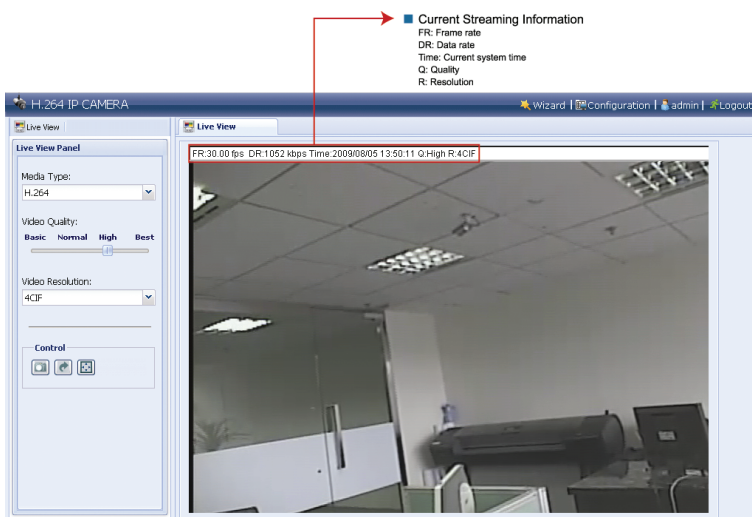 Current Streaming Information
FR: Frame rate
DR: Data rate
Time: Current system time
Q: Quality
R: Resolution
H.264 IP CAMERA
Wizard | Configuration | admin | Logout
Live View
Live View
Live View Panel
FR:30.00 fps DR:1052 kbps Time:2009/08/05 13:50:11 Q:High R:4CIF
Media Type:
H.264
Video Quality:
Basic Normal High Best
Video Resolution:
4CIF
Control